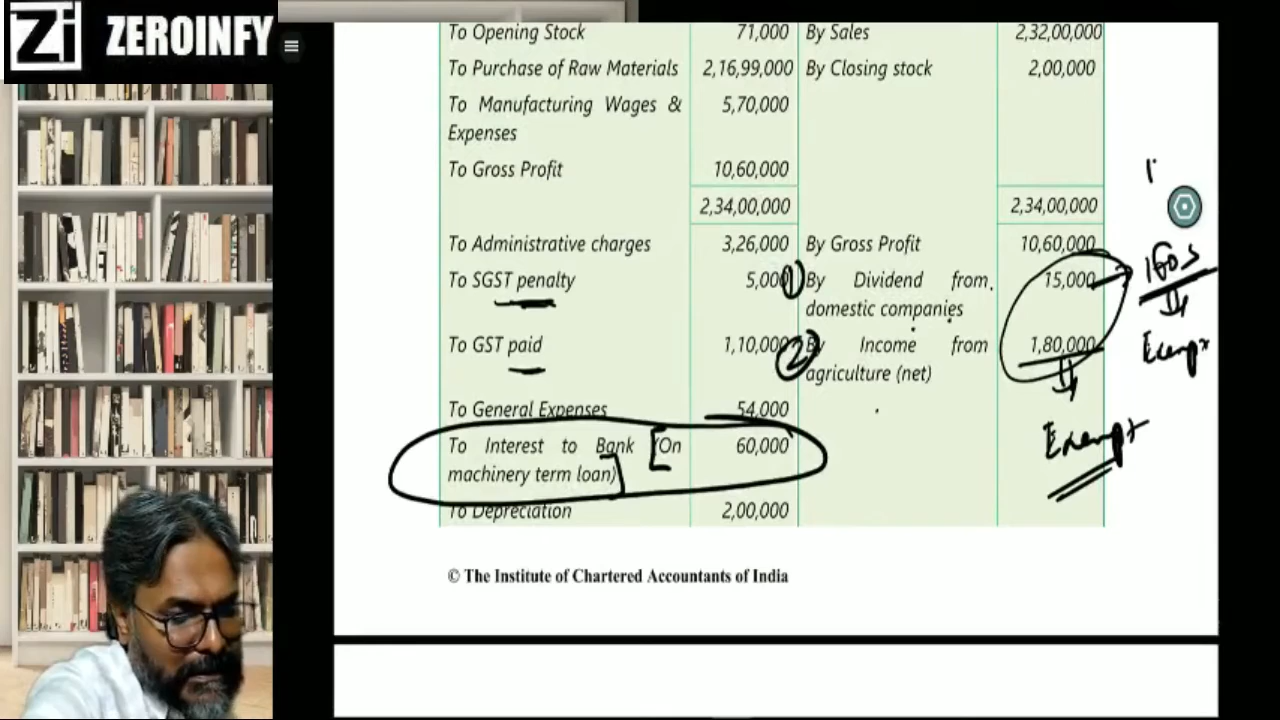 Zi ZEROINFY
To Opening Stock 71,000 By Sales 2,32,00,000
To Purchase of Raw Materials 2,16,99,000 By Closing stock 2,00,000
To Manufacturing Wages & 5,70,000
Expenses
To Gross Profit 10,60,000
2,34,00,000 2,34,00,000
To Administrative charges 3,26,000 By Gross Profit 10,60,000
To SGST penalty 5,000 ① By Dividend from 15,000
domestic companies
To GST paid 1,10,000 ② By Income from 1,80,000
agriculture (net)
To General Expenses 54,000
To Interest to Bank (On 60,000
machinery term loan)
To Depreciation 2,00,000
Exempt
© The Institute of Chartered Accountants of India